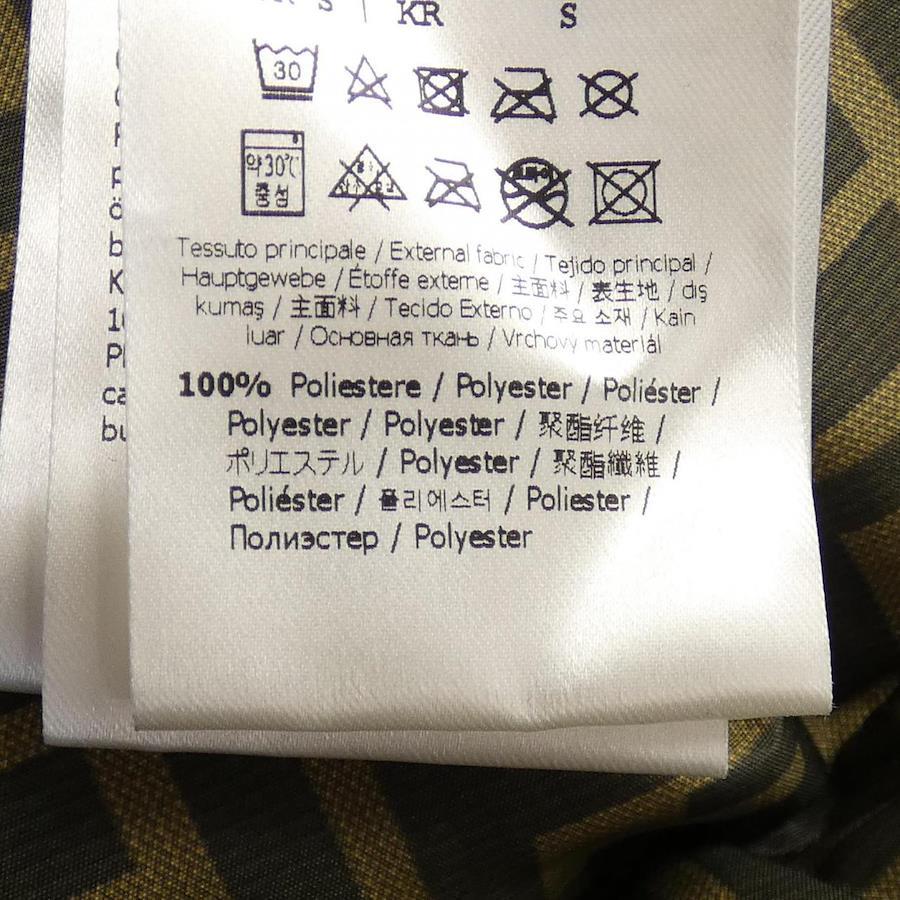 KR S
30
약30℃
중성
Tessuto principale / External fabric / Tejido principal /
Hauptgewebe / Étoffe externe / 主面料 / 表生地 / dış
kumaş / 主面料 / Tecido Externo / 주요 소재 / Kain
luar / Основная ткань / Vrchový materiál
100% Poliestere / Polyester / Poliéster /
Polyester / Polyester / 聚酯纤维 /
ポリエステル / Polyester / 聚酯纖維 /
Poliéster / 폴리에스터 / Poliester /
Полиэстер / Polyester